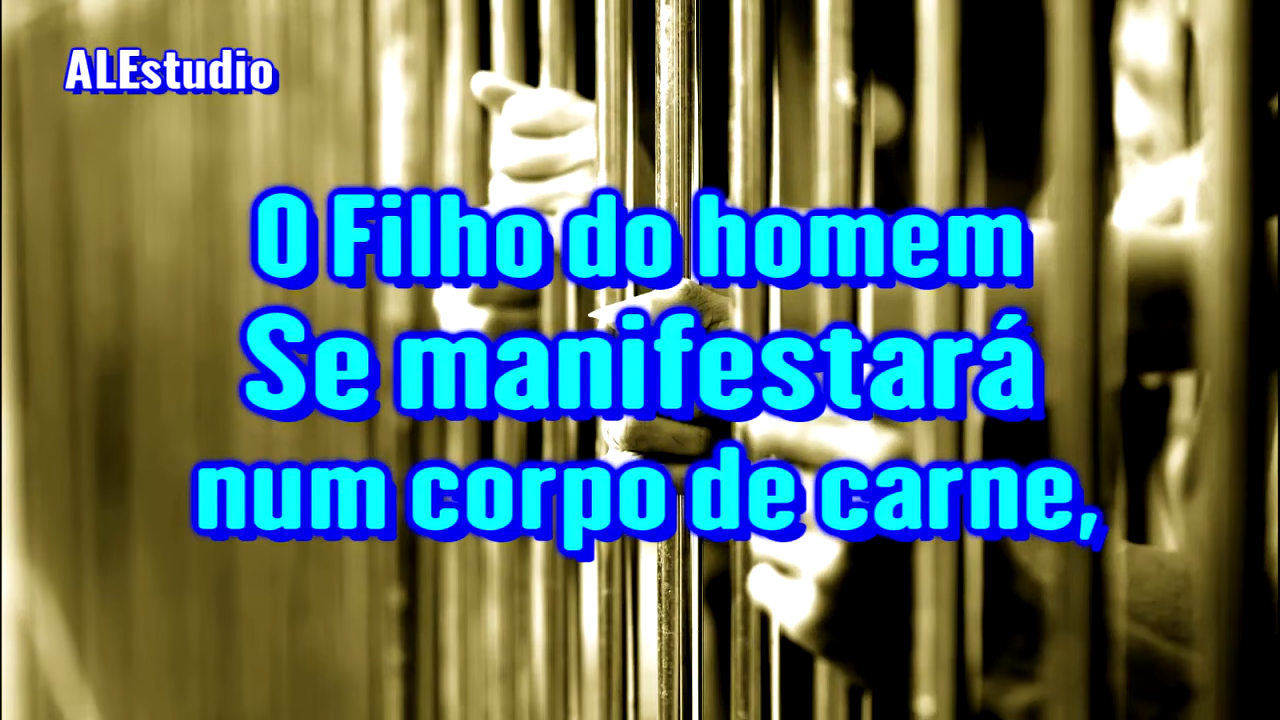 ALEstudio
O Filho do homem
Se manifestará
num corpo de carne,